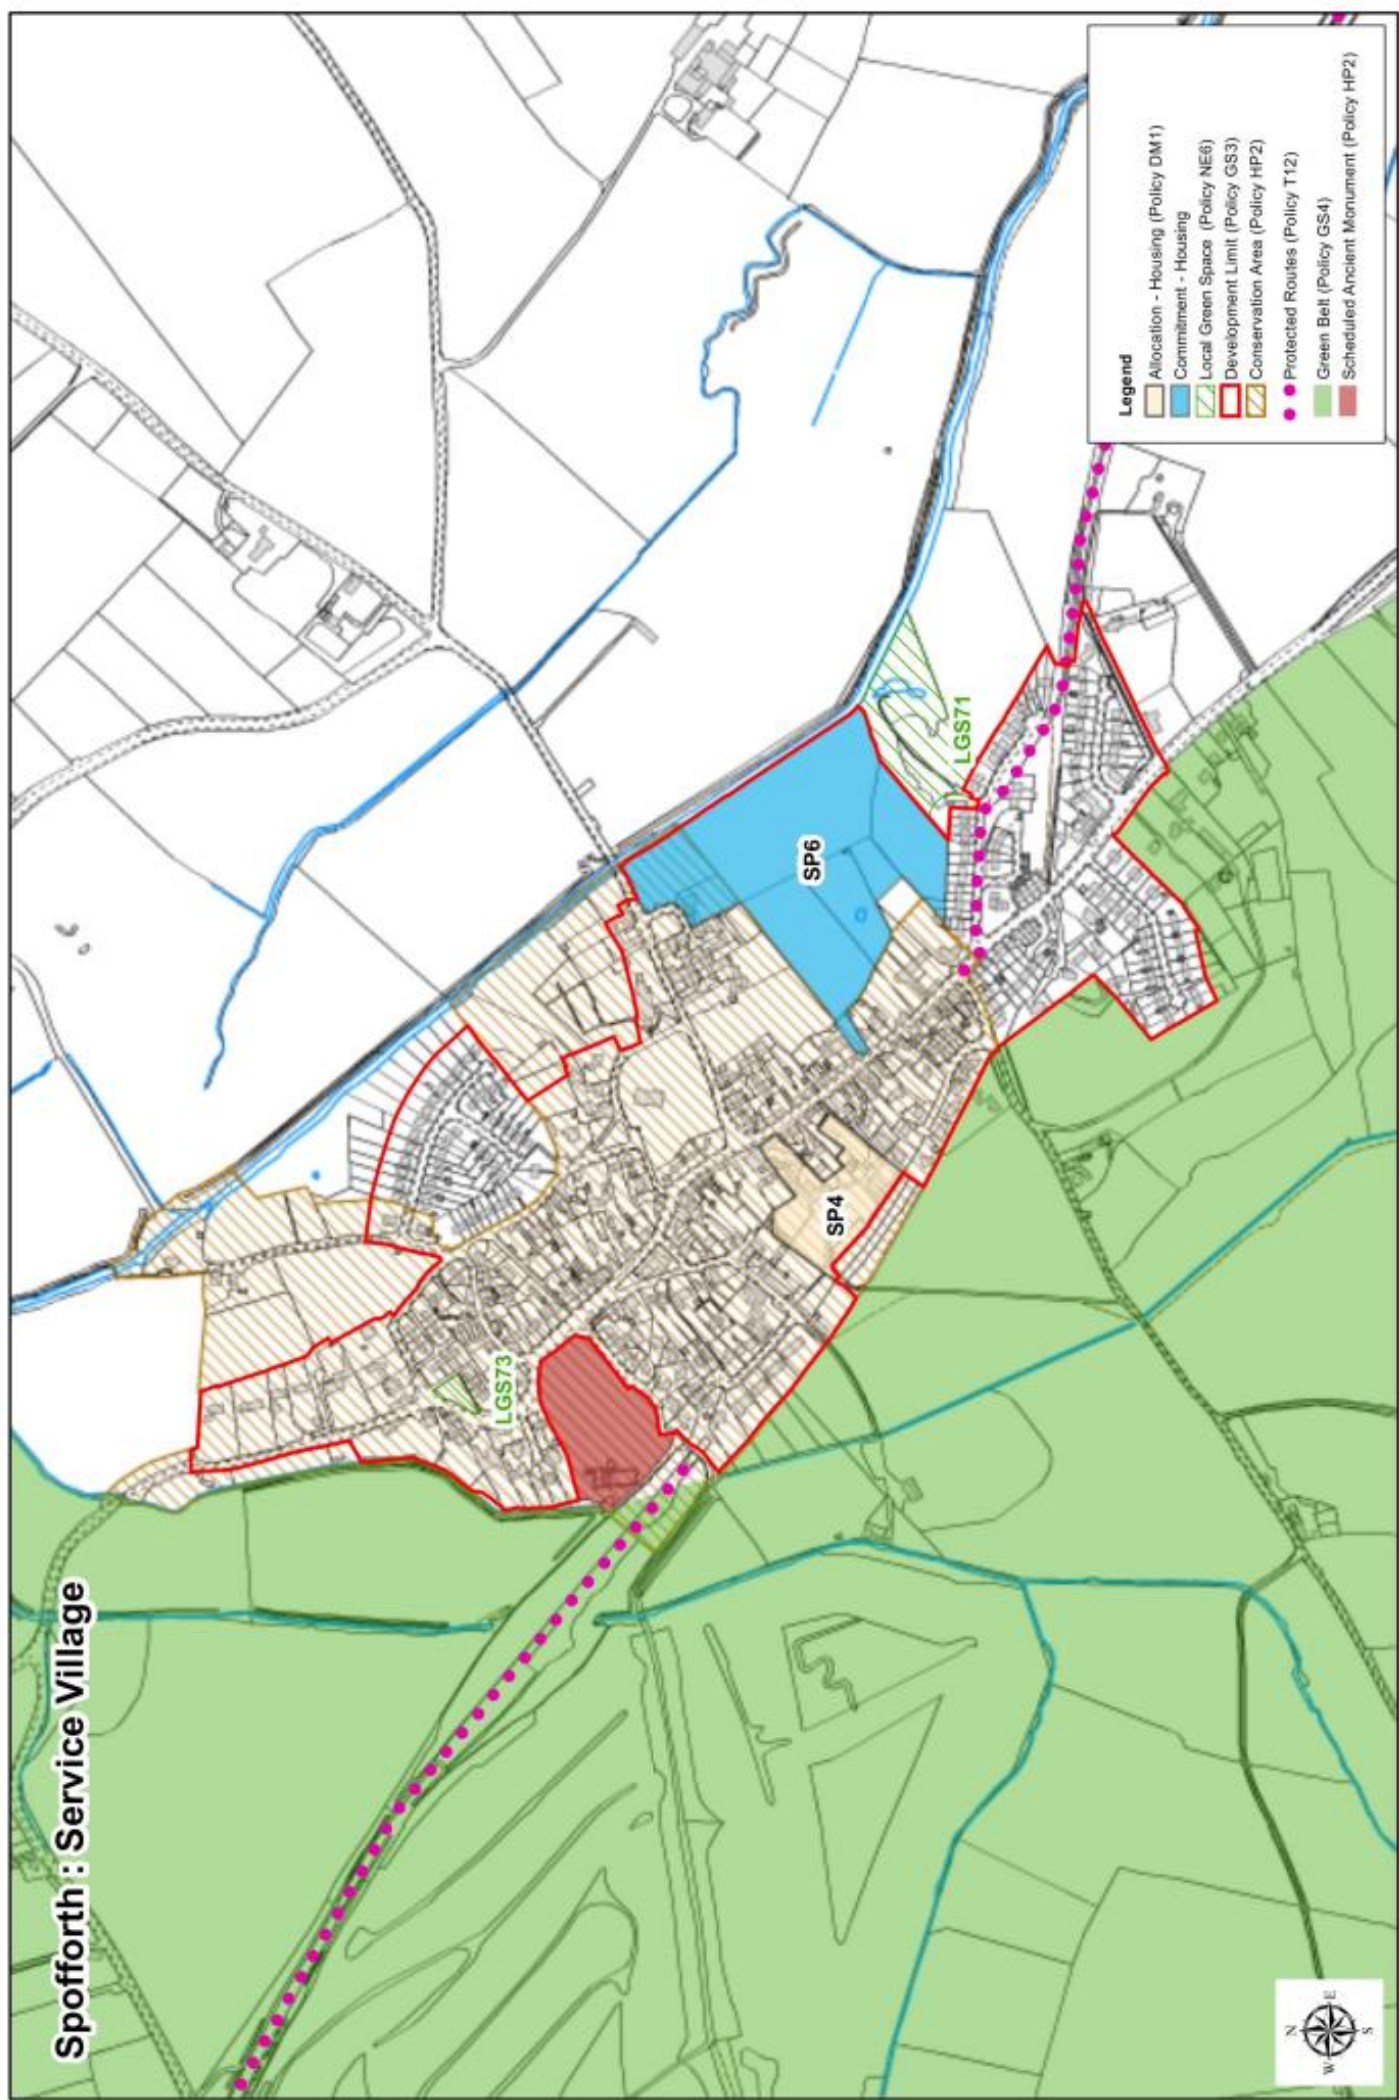 Spofforth : Service Village
LGS73
SP4
SP6
LGS71
Legend
Allocation - Housing (Policy DM1)
Commitment - Housing
Local Green Space (Policy NE6)
Development Limit (Policy GS3)
Conservation Area (Policy HP2)
Protected Routes (Policy T12)
Green Belt (Policy GS4)
Scheduled Ancient Monument (Policy HP2)
N
W E
S